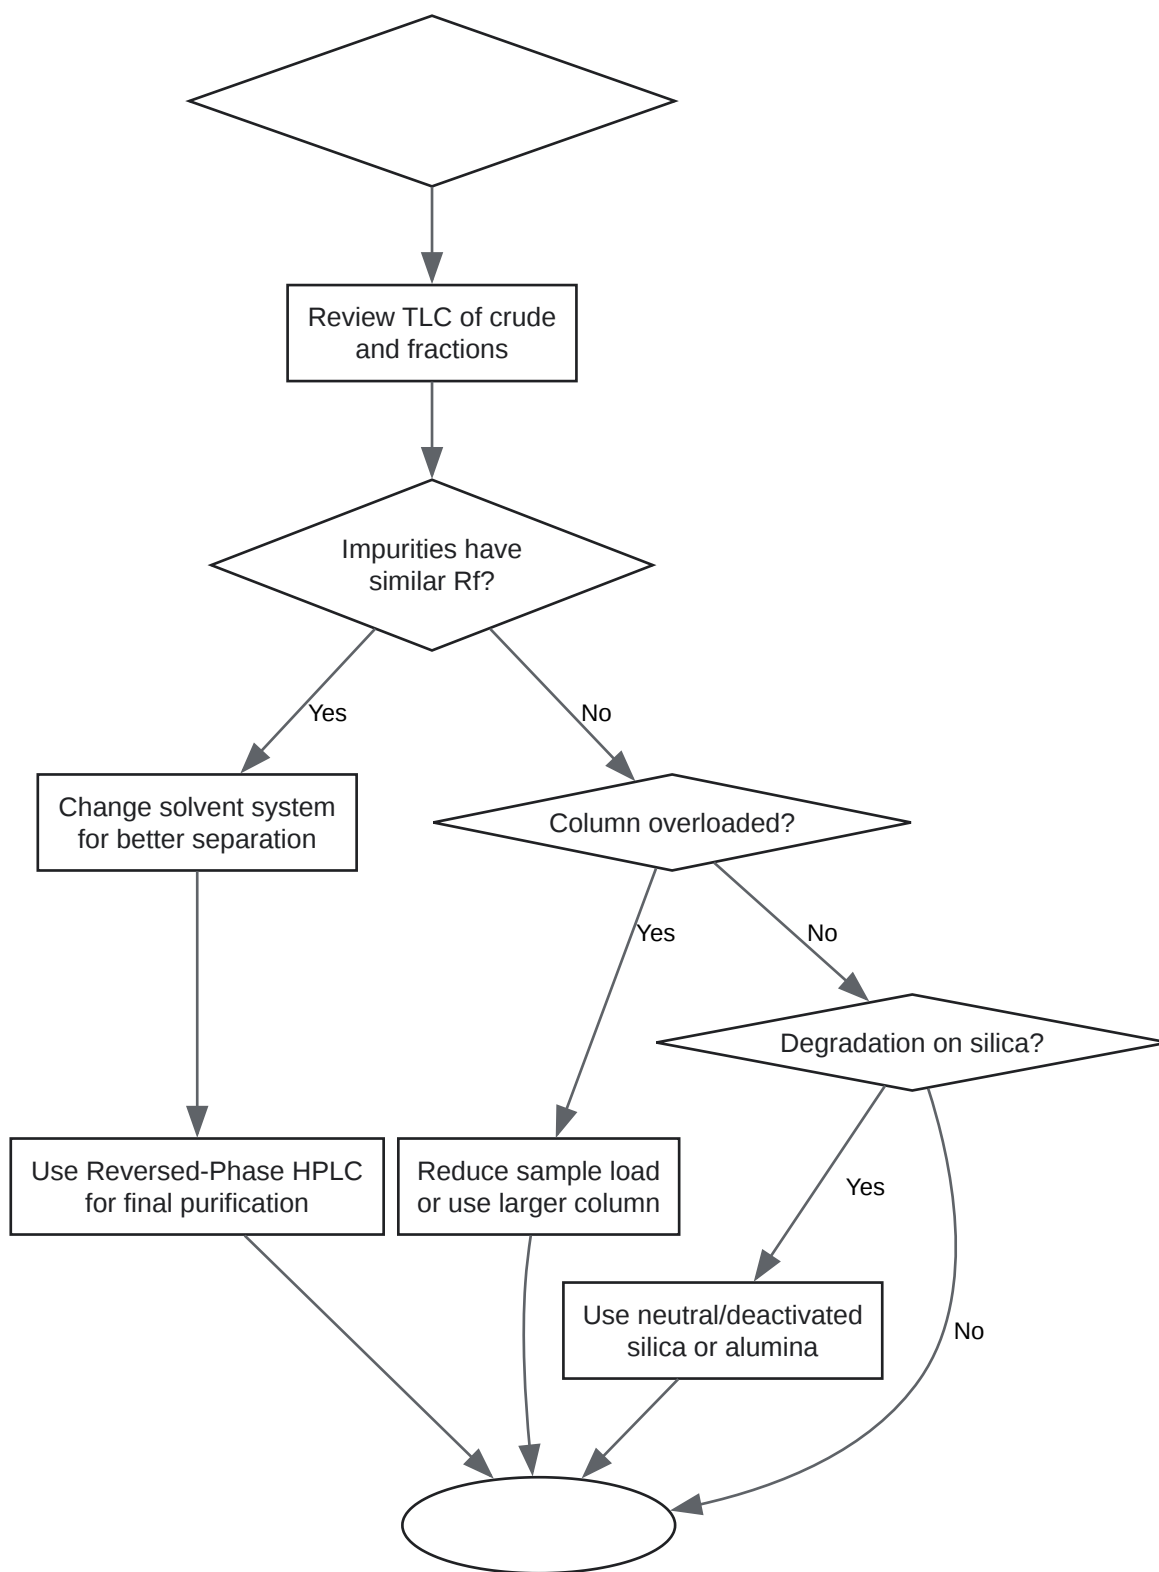 Review TLC of crude
and fractions
Impurities have
similar Rf?
Yes
No
Change solvent system
for better separation
Column overloaded?
Yes
No
Degradation on silica?
Use Reversed-Phase HPLC
for final purification
Reduce sample load
or use larger column
Yes
Use neutral/deactivated
silica or alumina
No